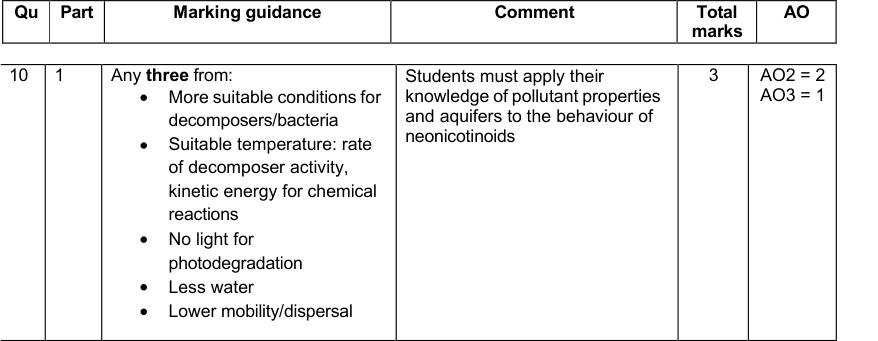 Qu Part Marking guidance Comment Total marks AO
10 1 Any three from:
• More suitable conditions for
decomposers/bacteria
• Suitable temperature: rate
of decomposer activity,
kinetic energy for chemical
reactions
• No light for
photodegradation
• Less water
• Lower mobility/dispersal
Students must apply their
knowledge of pollutant properties
and aquifers to the behaviour of
neonicotinoids
3
AO2 = 2
AO3 = 1